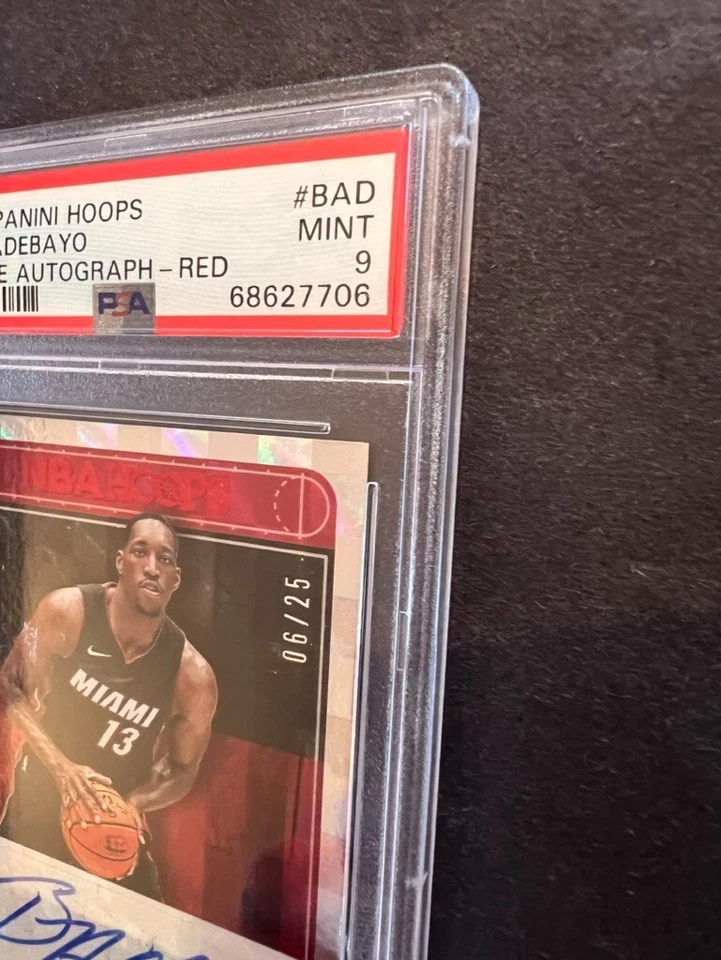 PANINI HOOPS #BAD
ADEBAYO MINT
E AUTOGRAPH - RED 9
PSA 68627706
NBA HOOPS
06/25
MIAMI
13